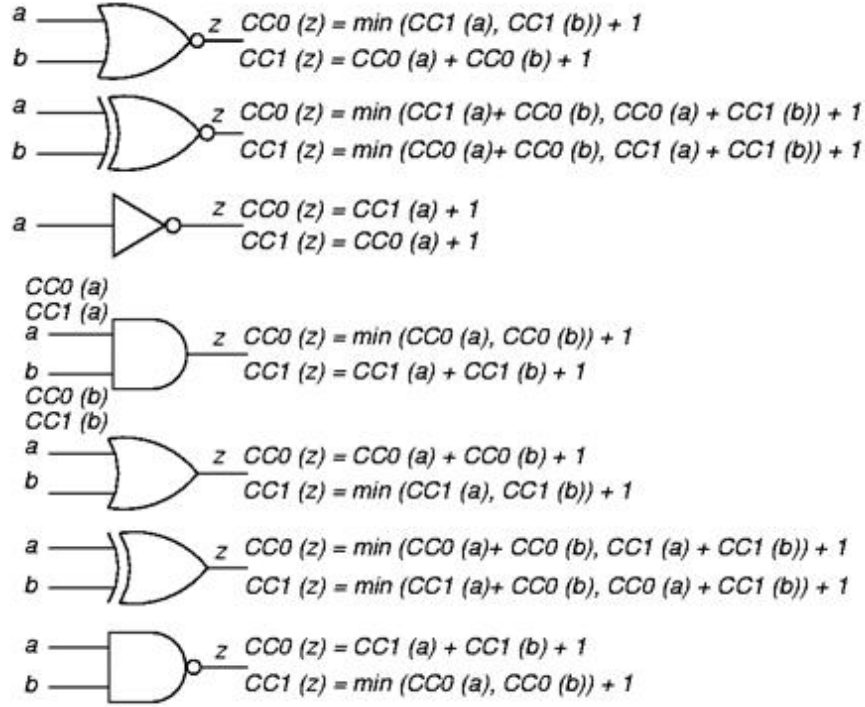 a z CC0 (z) = min (CC1 (a), CC1 (b)) + 1
b CC1 (z) = CC0 (a) + CC0 (b) + 1
a z CC0 (z) = min (CC1 (a)+ CC0 (b), CC0 (a) + CC1 (b)) + 1
b CC1 (z) = min (CC0 (a)+ CC0 (b), CC1 (a) + CC1 (b)) + 1
a z CC0 (z) = CC1 (a) + 1
CC1 (z) = CC0 (a) + 1
CC0 (a)
CC1 (a)
a z CC0 (z) = min (CC0 (a), CC0 (b)) + 1
b CC1 (z) = CC1 (a) + CC1 (b) + 1
CC0 (b)
CC1 (b)
a z CC0 (z) = CC0 (a) + CC0 (b) + 1
b CC1 (z) = min (CC1 (a), CC1 (b)) + 1
a z CC0 (z) = min (CC0 (a)+ CC0 (b), CC1 (a) + CC1 (b)) + 1
b CC1 (z) = min (CC1 (a)+ CC0 (b), CC0 (a) + CC1 (b)) + 1
a z CC0 (z) = CC1 (a) + CC1 (b) + 1
b CC1 (z) = min (CC0 (a), CC0 (b)) + 1